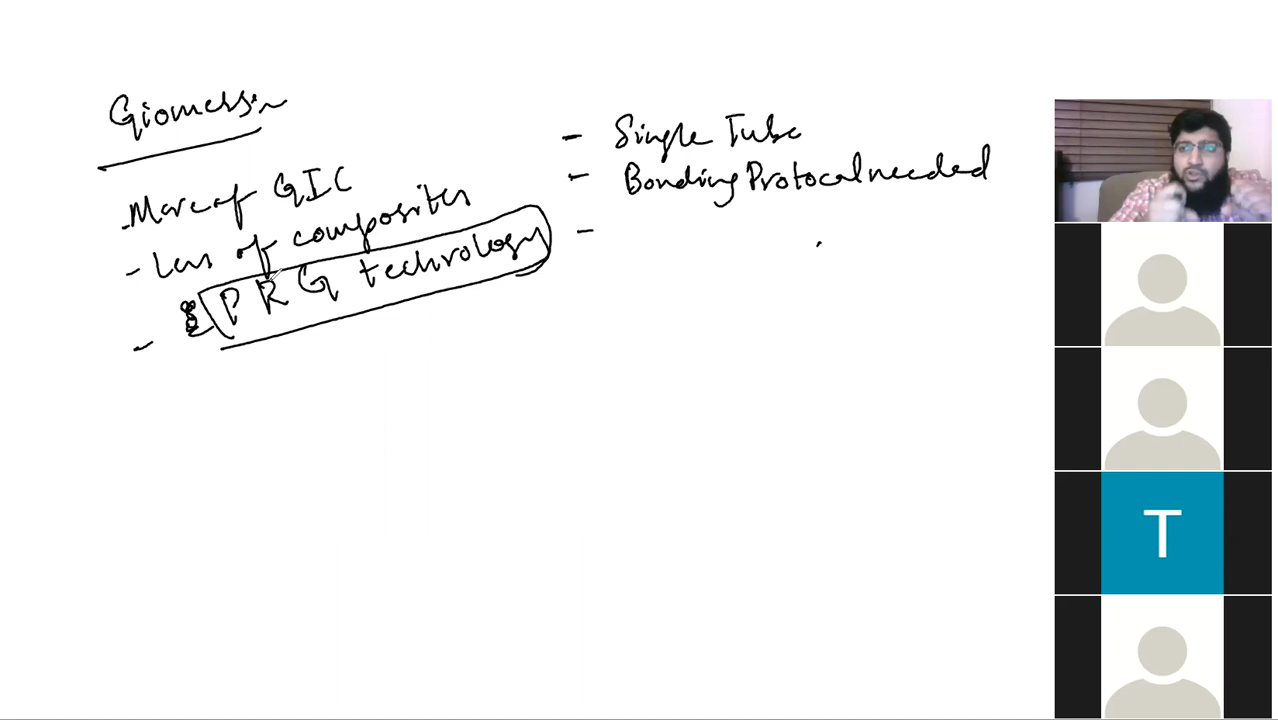 Giomers
- More of GIC
- Less of composites
- PRG technology
- Single Tube
- Bonding Protocal needed
-
T